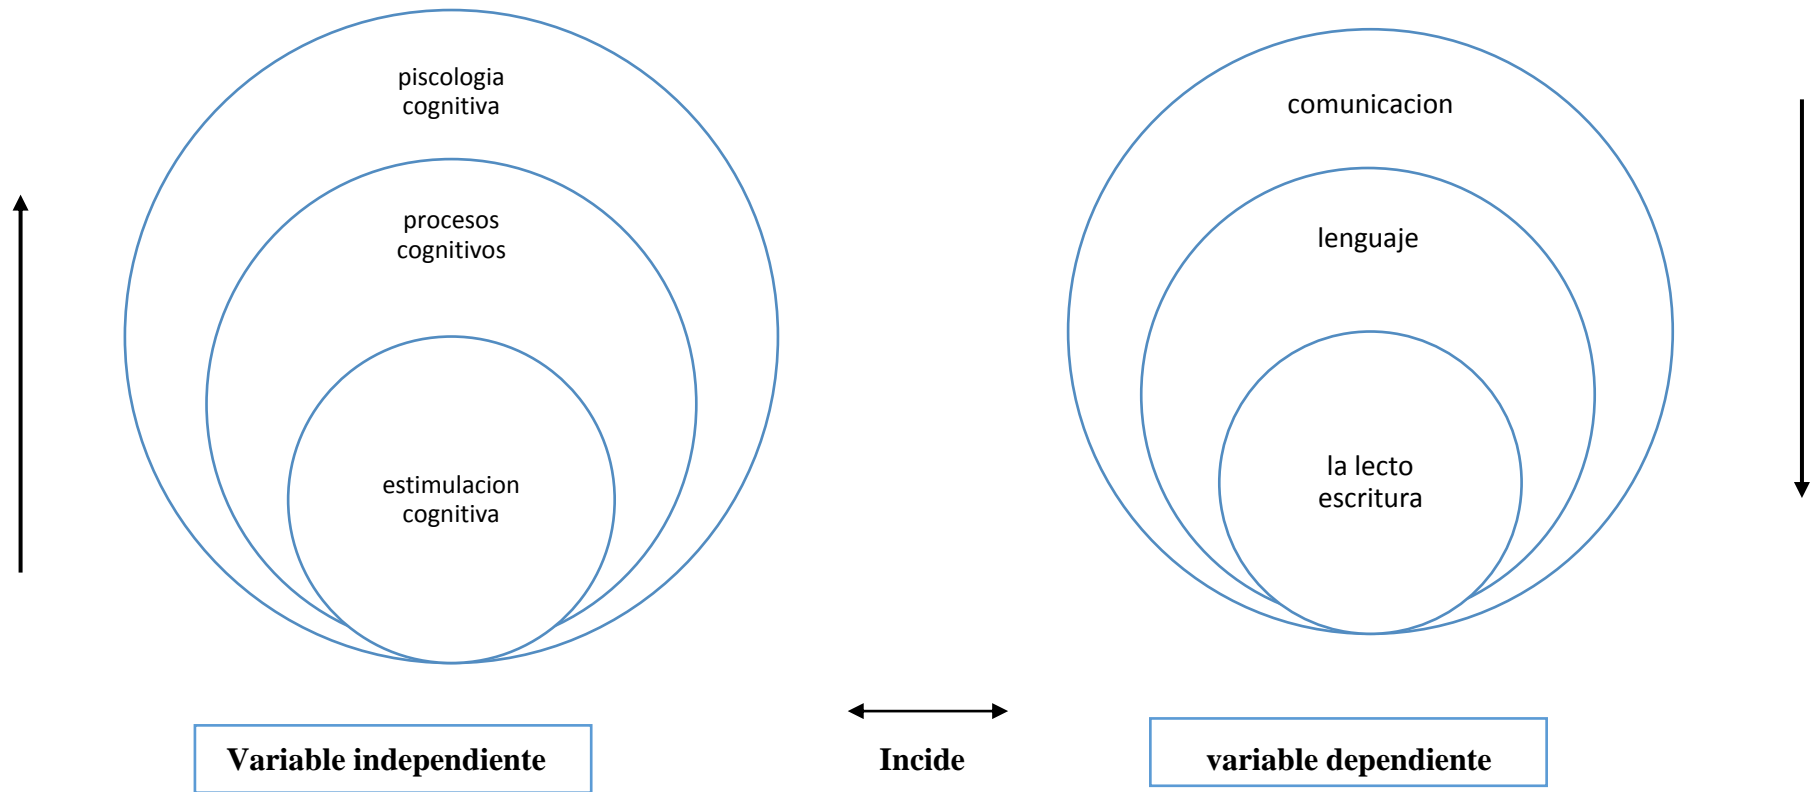 piscologia
cognitiva
procesos
cognitivos
estimulacion
cognitiva
comunicacion
lenguaje
la lecto
escritura
Variable independiente
Incide
variable dependiente